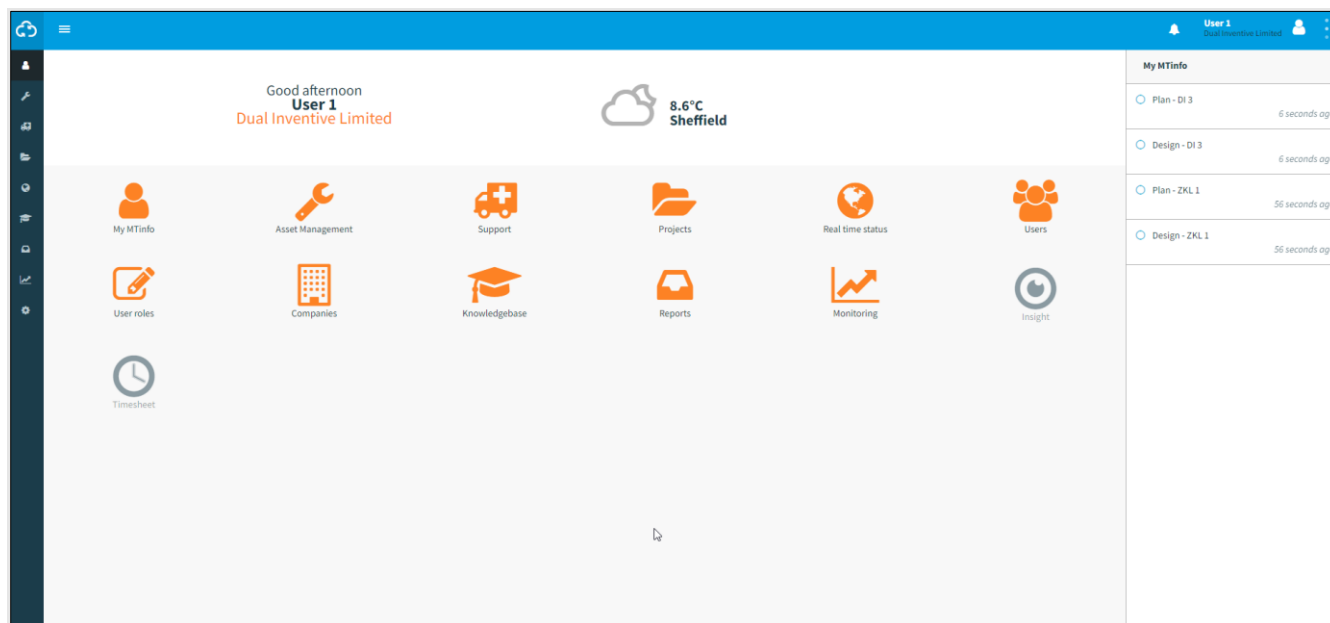 User 1
Dual Inventive Limited
Good afternoon
User 1
Dual Inventive Limited
8.6°C
Sheffield
My MTinfo
Asset Management
Support
Projects
Real time status
Users
User roles
Companies
Knowledgebase
Reports
Monitoring
Insight
Timesheet
My MTinfo
Plan - DI 3
6 seconds ag
Design - DI 3
6 seconds ag
Plan - ZKL 1
56 seconds ag
Design - ZKL 1
56 seconds ag